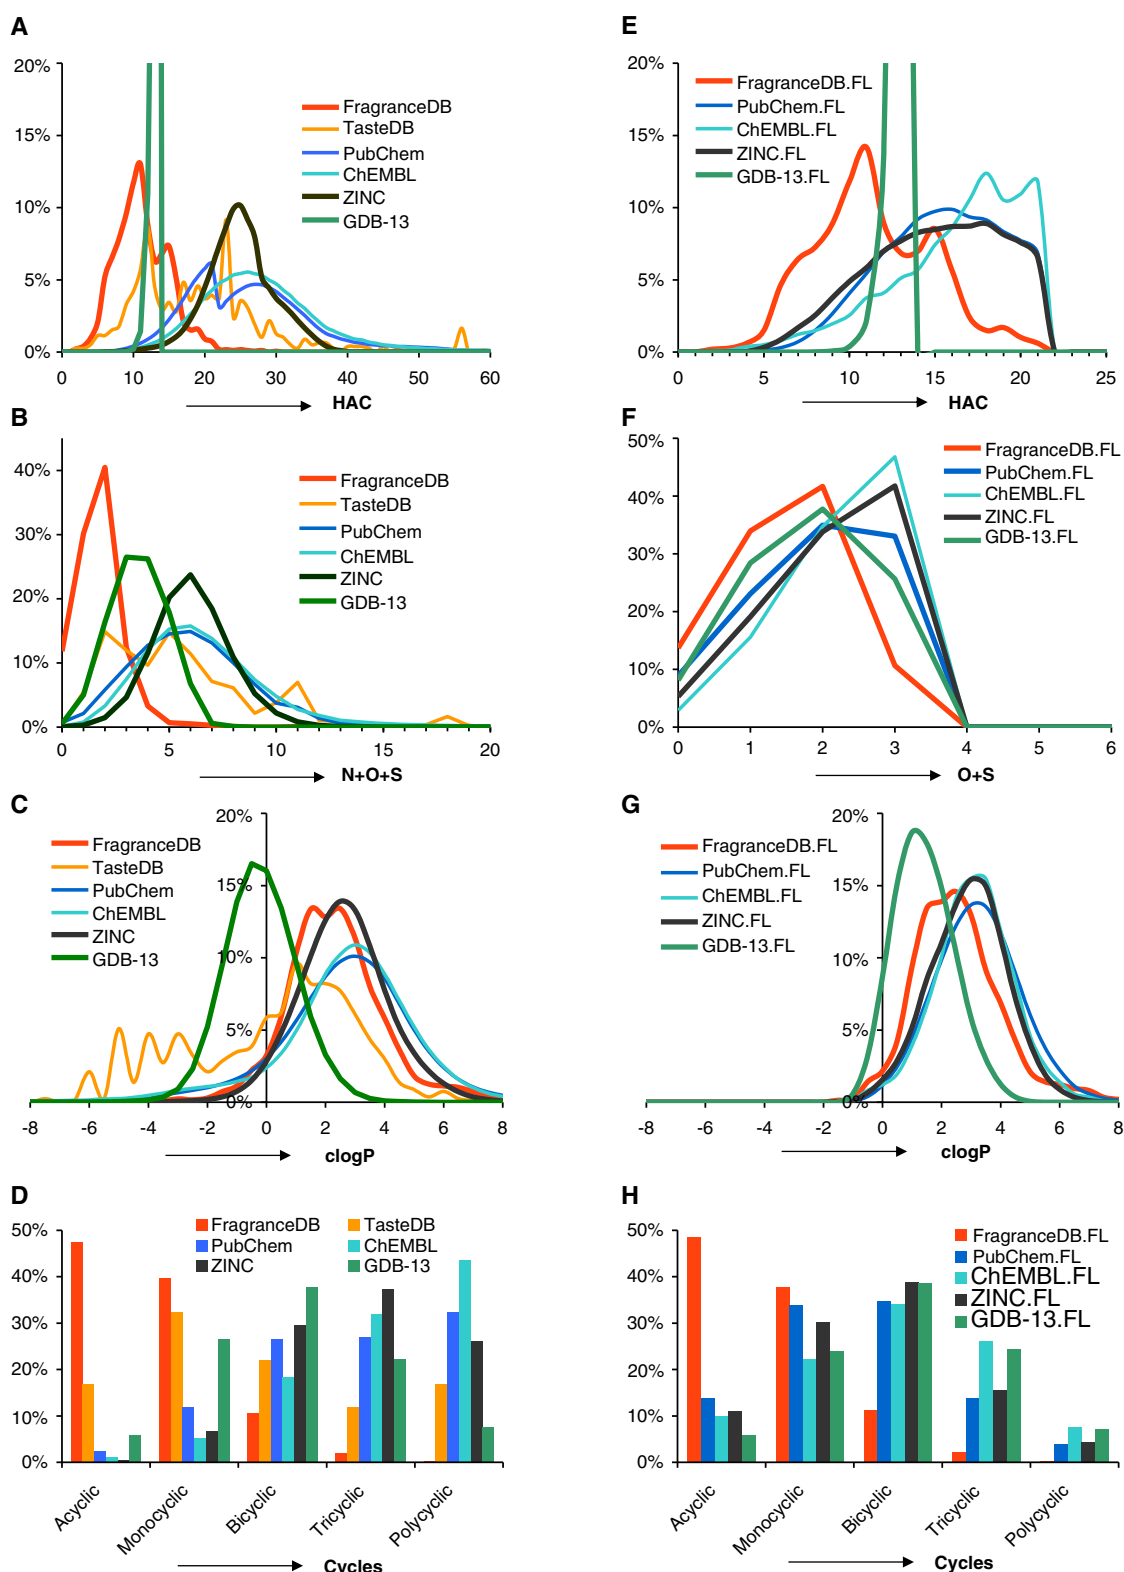 A
20%
15%
10%
5%
0%
FragranceDB
TasteDB
PubChem
ChEMBL
ZINC
GDB-13
0 10 20 30 40 50 60
HAC
B
40%
30%
20%
10%
0%
FragranceDB
TasteDB
PubChem
ChEMBL
ZINC
GDB-13
0 5 10 15 20
N+O+S
C
20%
15%
10%
5%
0%
FragranceDB
TasteDB
PubChem
ChEMBL
ZINC
GDB-13
-8 -6 -4 -2 0 2 4 6 8
clogP
D
50%
40%
30%
20%
10%
0%
FragranceDB TasteDB
PubChem ChEMBL
ZINC GDB-13
Acyclic Monocyclic Bicyclic Tricyclic Polycyclic
Cycles
E
20%
15%
10%
5%
0%
FragranceDB.FL
PubChem.FL
ChEMBL.FL
ZINC.FL
GDB-13.FL
0 5 10 15 20 25
HAC
F
50%
40%
30%
20%
10%
0%
FragranceDB.FL
PubChem.FL
ChEMBL.FL
ZINC.FL
GDB-13.FL
0 1 2 3 4 5 6
O+S
G
20%
15%
10%
5%
0%
FragranceDB.FL
PubChem.FL
ChEMBL.FL
ZINC.FL
GDB-13.FL
-8 -6 -4 -2 0 2 4 6 8
clogP
H
50%
40%
30%
20%
10%
0%
FragranceDB.FL
PubChem.FL
ChEMBL.FL
ZINC.FL
GDB-13.FL
Acyclic Monocyclic Bicyclic Tricyclic Polycyclic
Cycles